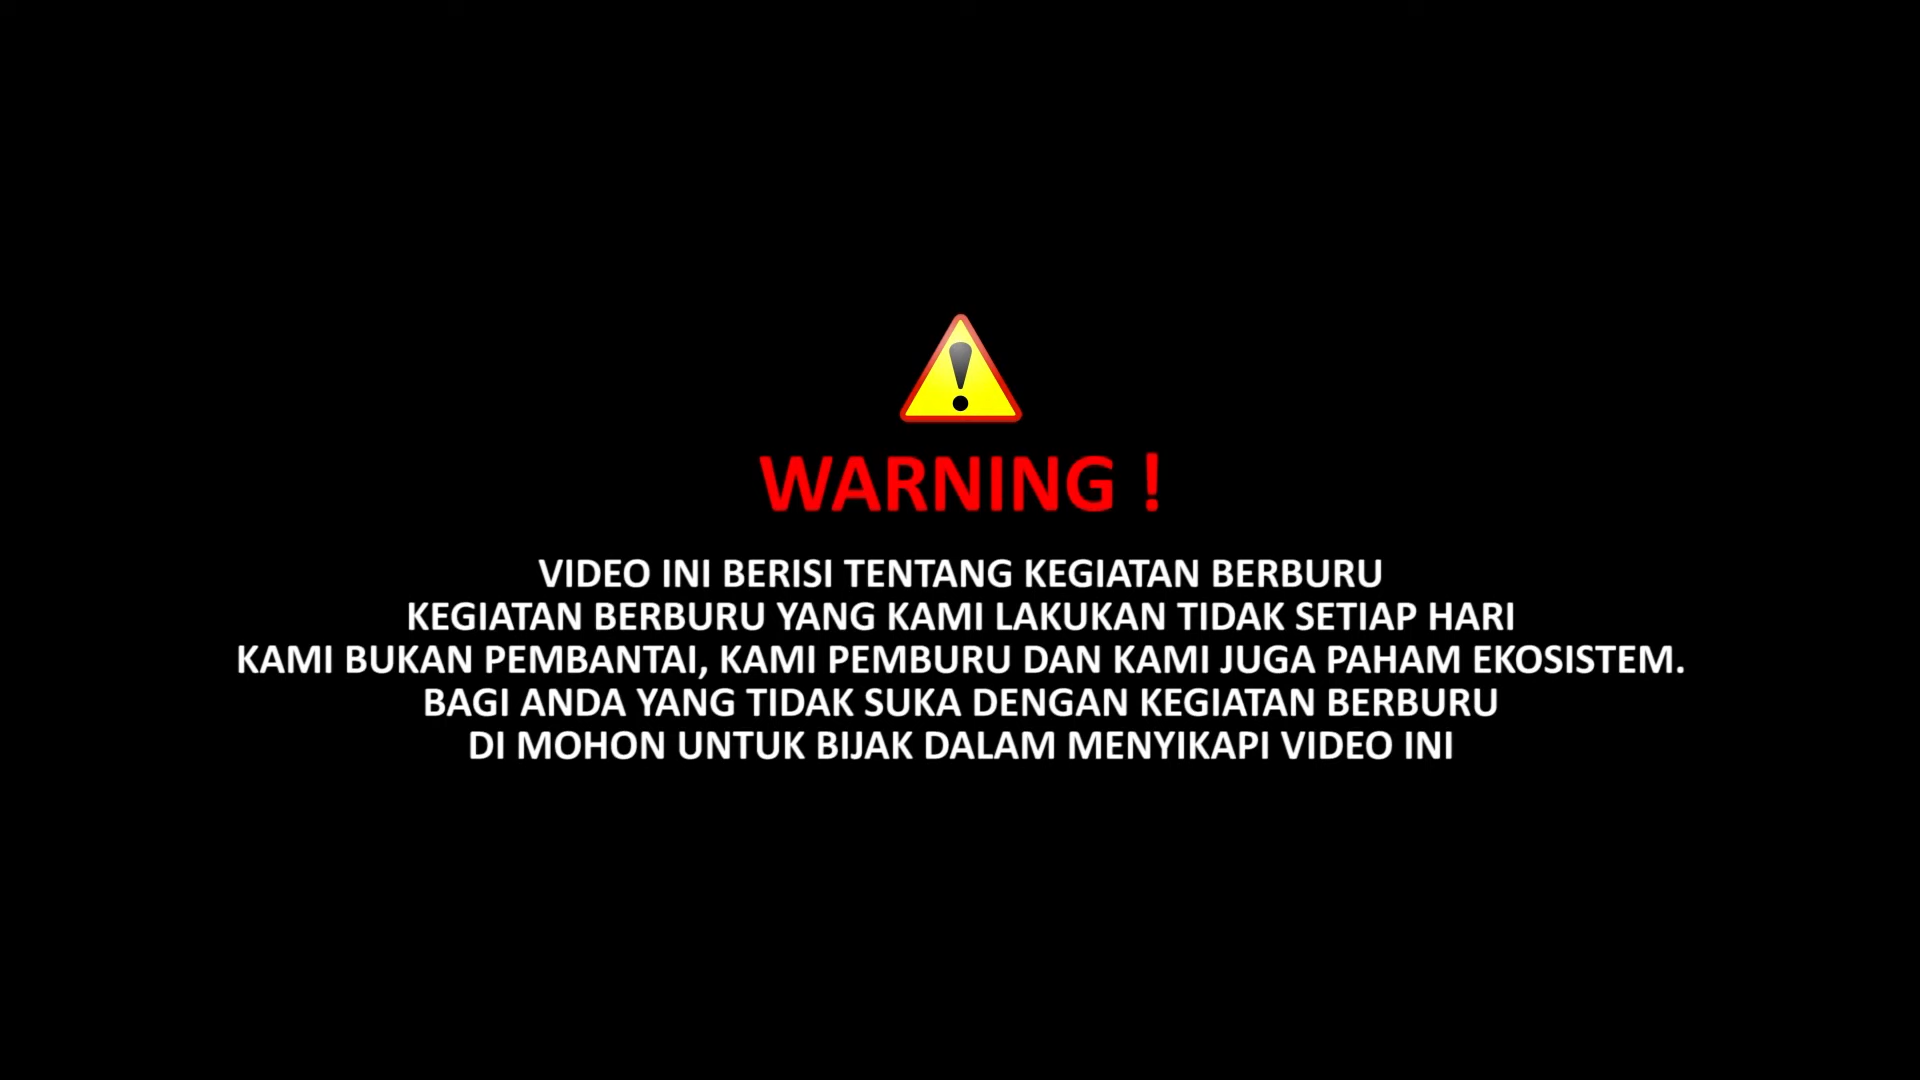 WARNING !
VIDEO INI BERISI TENTANG KEGIATAN BERBURU
KEGIATAN BERBURU YANG KAMI LAKUKAN TIDAK SETIAP HARI
KAMI BUKAN PEMBANTAI, KAMI PEMBURU DAN KAMI JUGA PAHAM EKOSISTEM.
BAGI ANDA YANG TIDAK SUKA DENGAN KEGIATAN BERBURU
DI MOHON UNTUK BIJAK DALAM MENYIKAPI VIDEO INI